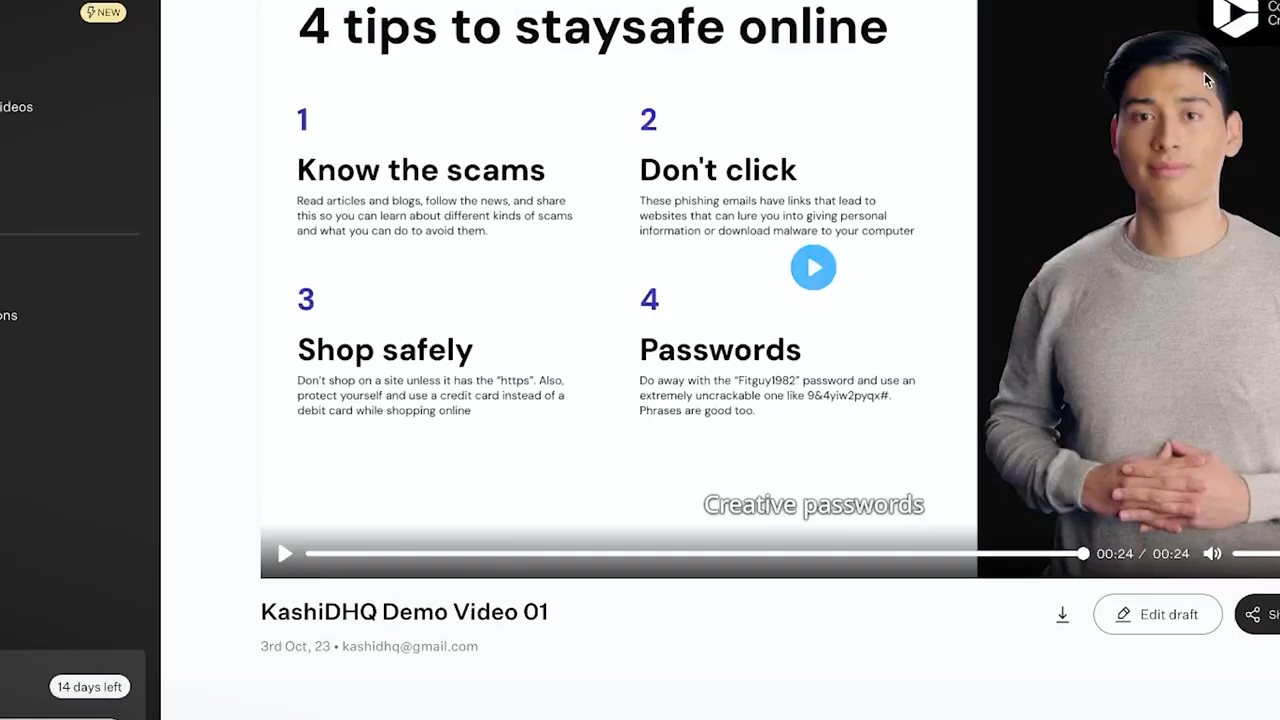 NEW
4 tips to staysafe online
ideos
1
Know the scams
Read articles and blogs, follow the news, and share
this so you can learn about different kinds of scams
and what you can do to avoid them.
2
Don't click
These phishing emails have links that lead to
websites that can lure you into giving personal
information or download malware to your computer
ons
3
Shop safely
Don't shop on a site unless it has the "https". Also,
protect yourself and use a credit card instead of a
debit card while shopping online
4
Passwords
Do away with the "Fitguy1982" password and use an
extremely uncrackable one like 9&4yiw2pyqx#.
Phrases are good too.
Creative passwords
00:24 / 00:24
KashiDHQ Demo Video 01
Edit draft
3rd Oct, 23 • kashidhq@gmail.com
14 days left